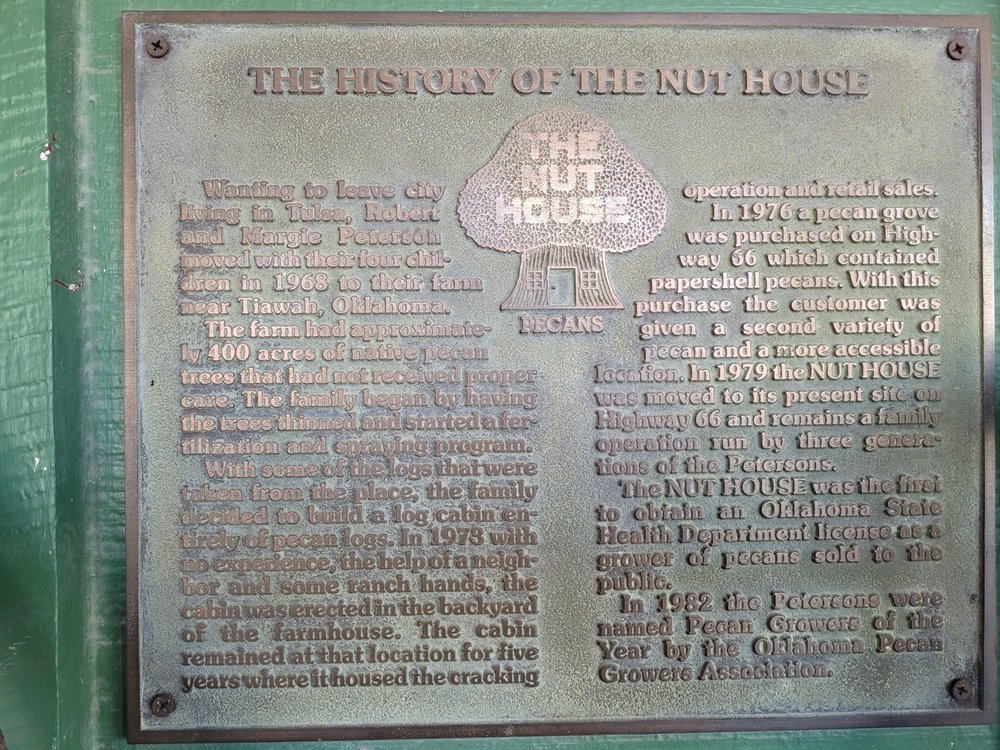 THE HISTORY OF THE NUT HOUSE
THE
NUT
HOUSE
PECANS
Wanting to leave city
living in Tulsa, Robert
and Margie Peterson
moved with their four chil-
dren in 1968 to their farm
near Tiawah, Oklahoma.
The farm had approximate-
ly 400 acres of native pecan
trees that had not received proper
care. The family began by having
the trees thinned and started a fer-
tilization and spraying program.
With some of the logs that were
taken from the place, the family
decided to build a log cabin en-
tirely of pecan logs. In 1973 with
no experience, the help of a neigh-
bor and some ranch hands, the
cabin was erected in the backyard
of the farmhouse. The cabin
remained at that location for five
years where it housed the cracking
operation and retail sales.
In 1976 a pecan grove
was purchased on High-
way 66 which contained
papershell pecans. With this
purchase the customer was
given a second variety of
pecan and a more accessible
location. In 1979 the NUT HOUSE
was moved to its present site on
Highway 66 and remains a family
operation run by three genera-
tions of the Petersons.
The NUT HOUSE was the first
to obtain an Oklahoma State
Health Department license as a
grower of pecans sold to the
public.
In 1982 the Petersons were
named Pecan Growers of the
Year by the Oklahoma Pecan
Growers Association.